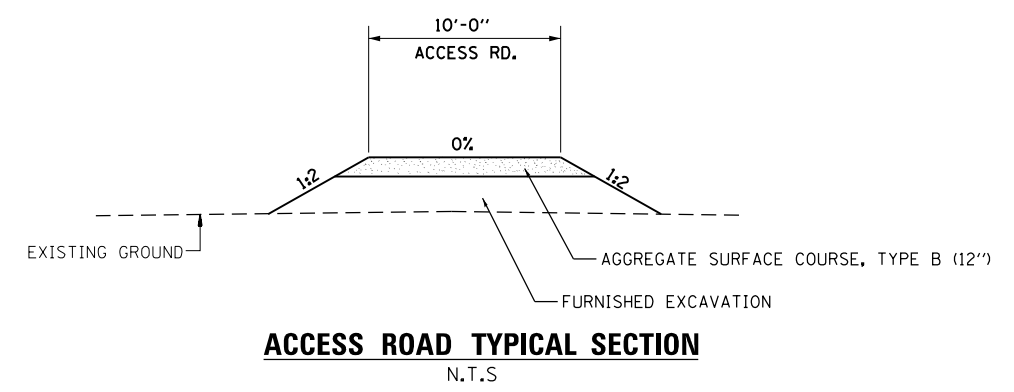 10'-0"
ACCESS RD.
0%
1:2
1:2
EXISTING GROUND
AGGREGATE SURFACE COURSE, TYPE B (12")
FURNISHED EXCAVATION
ACCESS ROAD TYPICAL SECTION
N.T.S